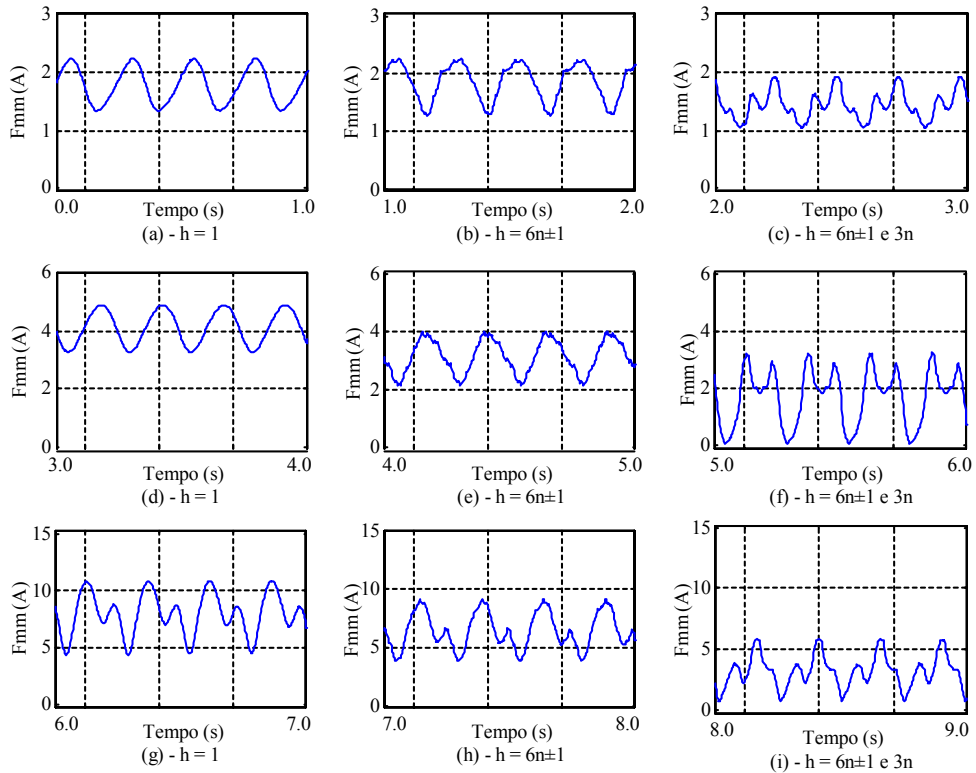 3
2
1
0
Fmm (A)
0.0
1.0
Tempo (s)
(a) - h = 1
3
2
1
0
Fmm (A)
1.0
2.0
Tempo (s)
(b) - h = 6n±1
3
2
1
0
Fmm (A)
2.0
3.0
Tempo (s)
(c) - h = 6n±1 e 3n
6
4
2
0
Fmm (A)
3.0
4.0
Tempo (s)
(d) - h = 1
6
4
2
0
Fmm (A)
4.0
5.0
Tempo (s)
(e) - h = 6n±1
6
4
2
0
Fmm (A)
5.0
6.0
Tempo (s)
(f) - h = 6n±1 e 3n
15
10
5
0
Fmm (A)
6.0
7.0
Tempo (s)
(g) - h = 1
15
10
5
0
Fmm (A)
7.0
8.0
Tempo (s)
(h) - h = 6n±1
15
10
5
0
Fmm (A)
8.0
9.0
Tempo (s)
(i) - h = 6n±1 e 3n